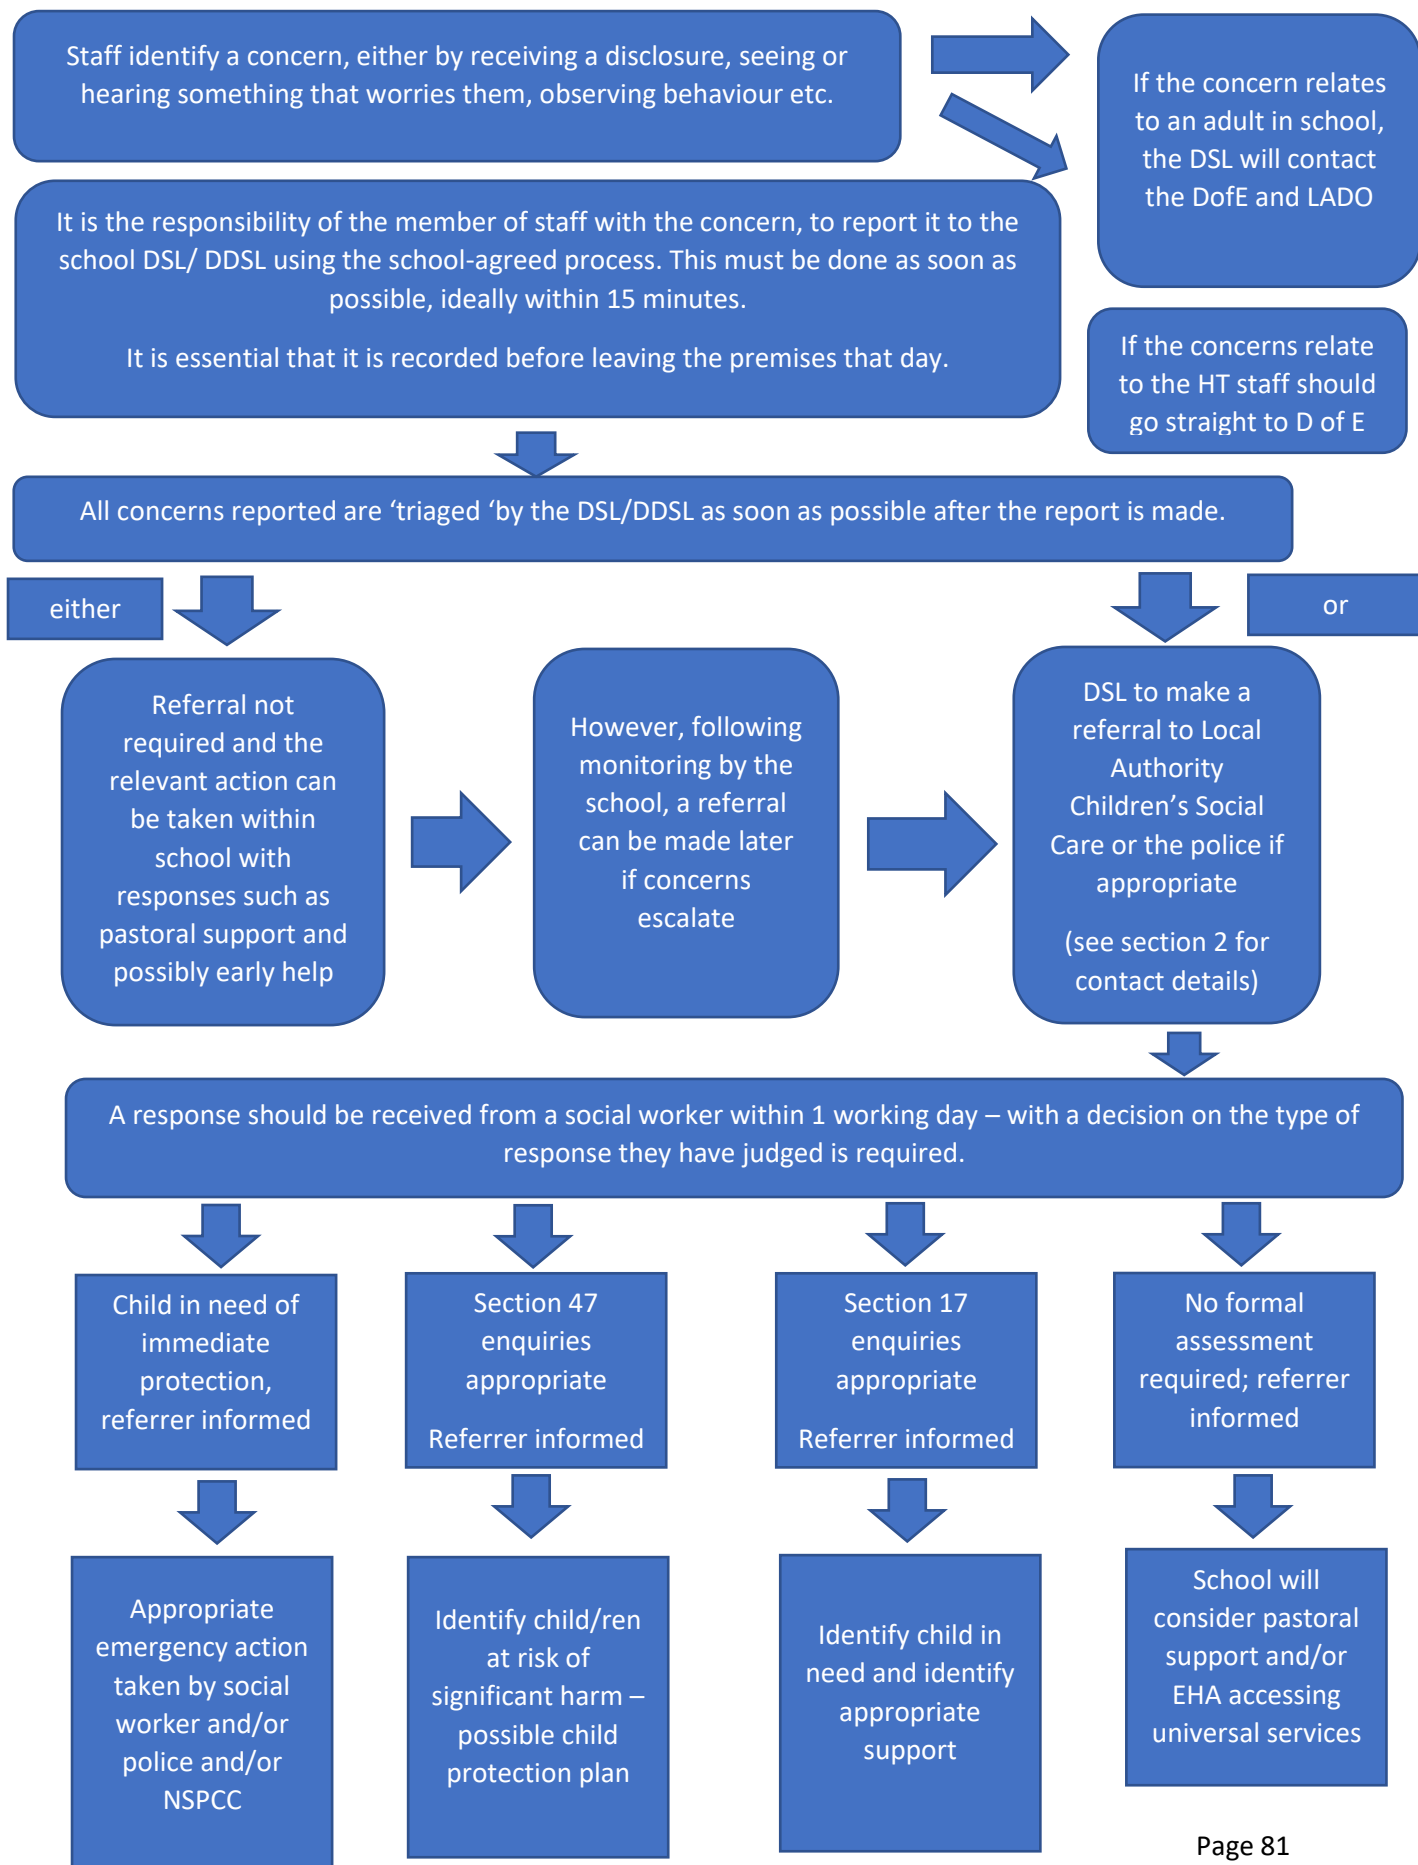 Staff identify a concern, either by receiving a disclosure, seeing or
hearing something that worries them, observing behaviour etc.
If the concern relates
to an adult in school,
the DSL will contact
the DofE and LADO
It is the responsibility of the member of staff with the concern, to report it to the
school DSL/ DDSL using the school-agreed process. This must be done as soon as
possible, ideally within 15 minutes.
It is essential that it is recorded before leaving the premises that day.
If the concerns relate
to the HT staff should
go straight to D of E
All concerns reported are ‘triaged ‘by the DSL/DDSL as soon as possible after the report is made.
either
or
Referral not
required and the
relevant action can
be taken within
school with
responses such as
pastoral support and
possibly early help
However, following
monitoring by the
school, a referral
can be made later
if concerns
escalate
DSL to make a
referral to Local
Authority
Children’s Social
Care or the police if
appropriate
(see section 2 for
contact details)
A response should be received from a social worker within 1 working day – with a decision on the type of
response they have judged is required.
Child in need of
immediate
protection,
referrer informed
Section 47
enquiries
appropriate
Referrer informed
Section 17
enquiries
appropriate
Referrer informed
No formal
assessment
required; referrer
informed
Appropriate
emergency action
taken by social
worker and/or
police and/or
NSPCC
Identify child/ren
at risk of
significant harm –
possible child
protection plan
Identify child in
need and identify
appropriate
support
School will
consider pastoral
support and/or
EHA accessing
universal services
Page 81